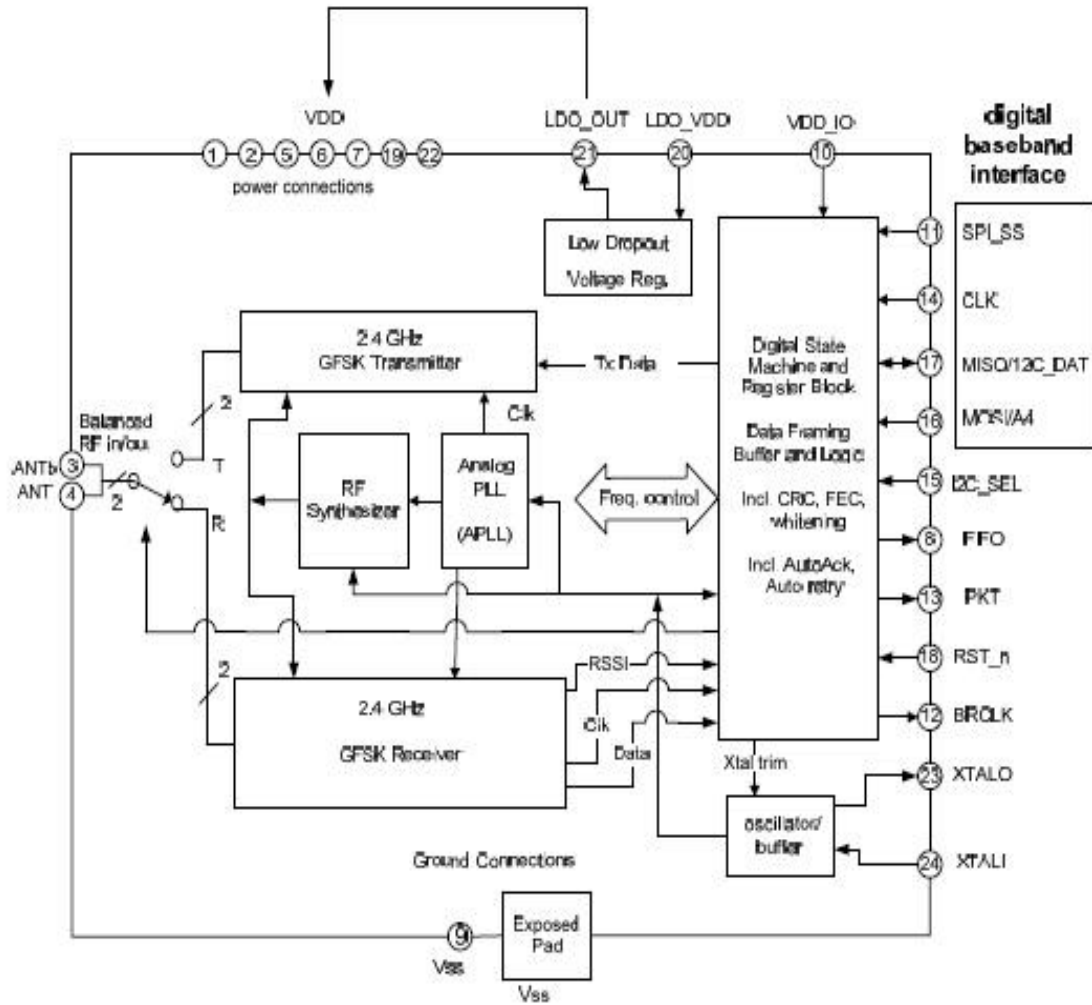 VDD
LDO_OUT
LDO_VDD
VDD_IO
digital
baseband
interface
1
2
5
6
7
19
22
21
20
10
power connections
Low Dropout
Voltage Reg.
11
SPI_SS
14
CLK
2.4 GHz
GFSK Transmitter
Tx Data
Digital State
Machine and
Register Block
17
MISO/I2C_DAT
2
Clk
16
MOSI/A4
Balanced
RF in/out
Data Framing
Buffer and Logic
ANTb
3
T
Analog
PLL
(APLL)
RF
Synthesizer
ANT
4
2
R
Freq. control
15
I2C_SEL
Incl. CRC, FEC,
whitening
8
FIFO
Incl. AutoAck,
Auto retry
13
PKT
2
RSSI
18
RST_n
2.4 GHz
GFSK Receiver
Clk
12
BRCLK
Data
Xtal trim
23
XTALO
oscillator/
buffer
24
XTALI
Ground Connections
9
Exposed
Pad
Vss
Vss